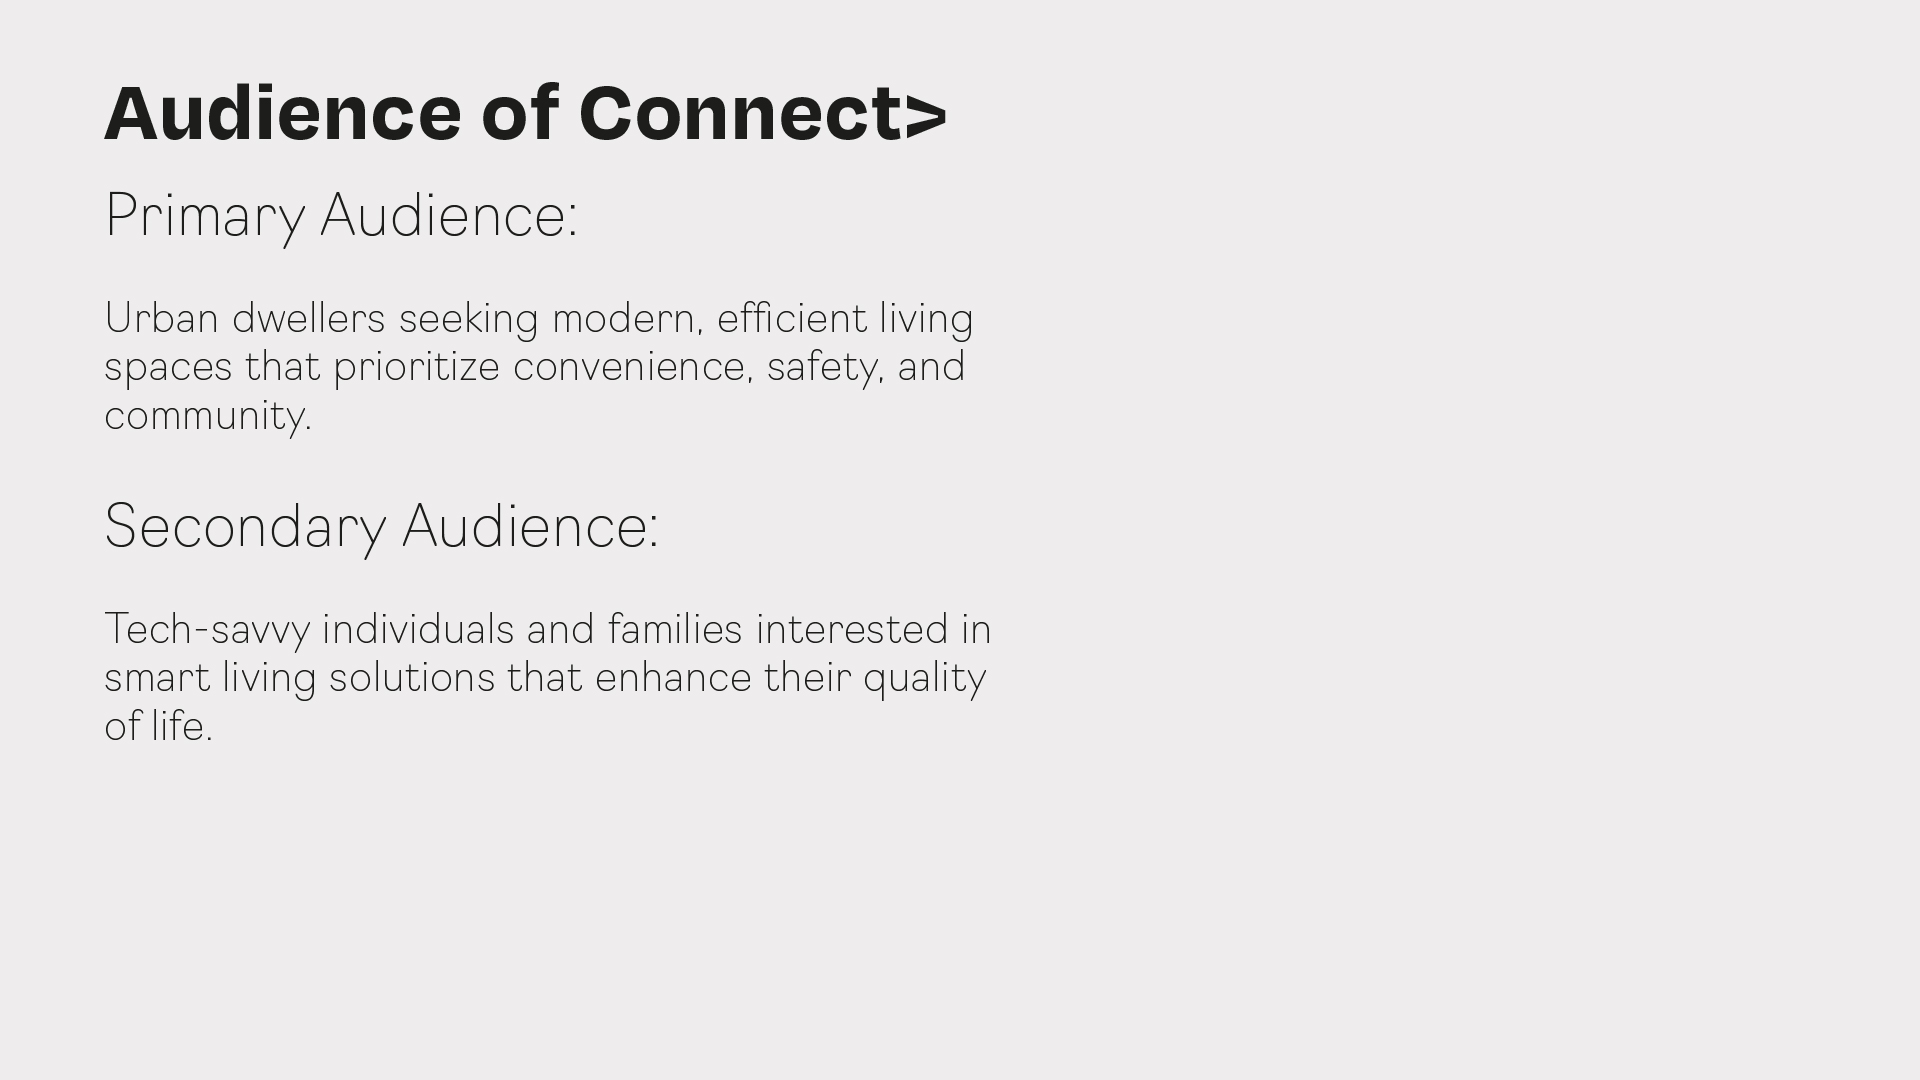 Audience of Connect>
Primary Audience:
Urban dwellers seeking modern, efficient living
spaces that prioritize convenience, safety, and
community.
Secondary Audience:
Tech-savvy individuals and families interested in
smart living solutions that enhance their quality
of life.